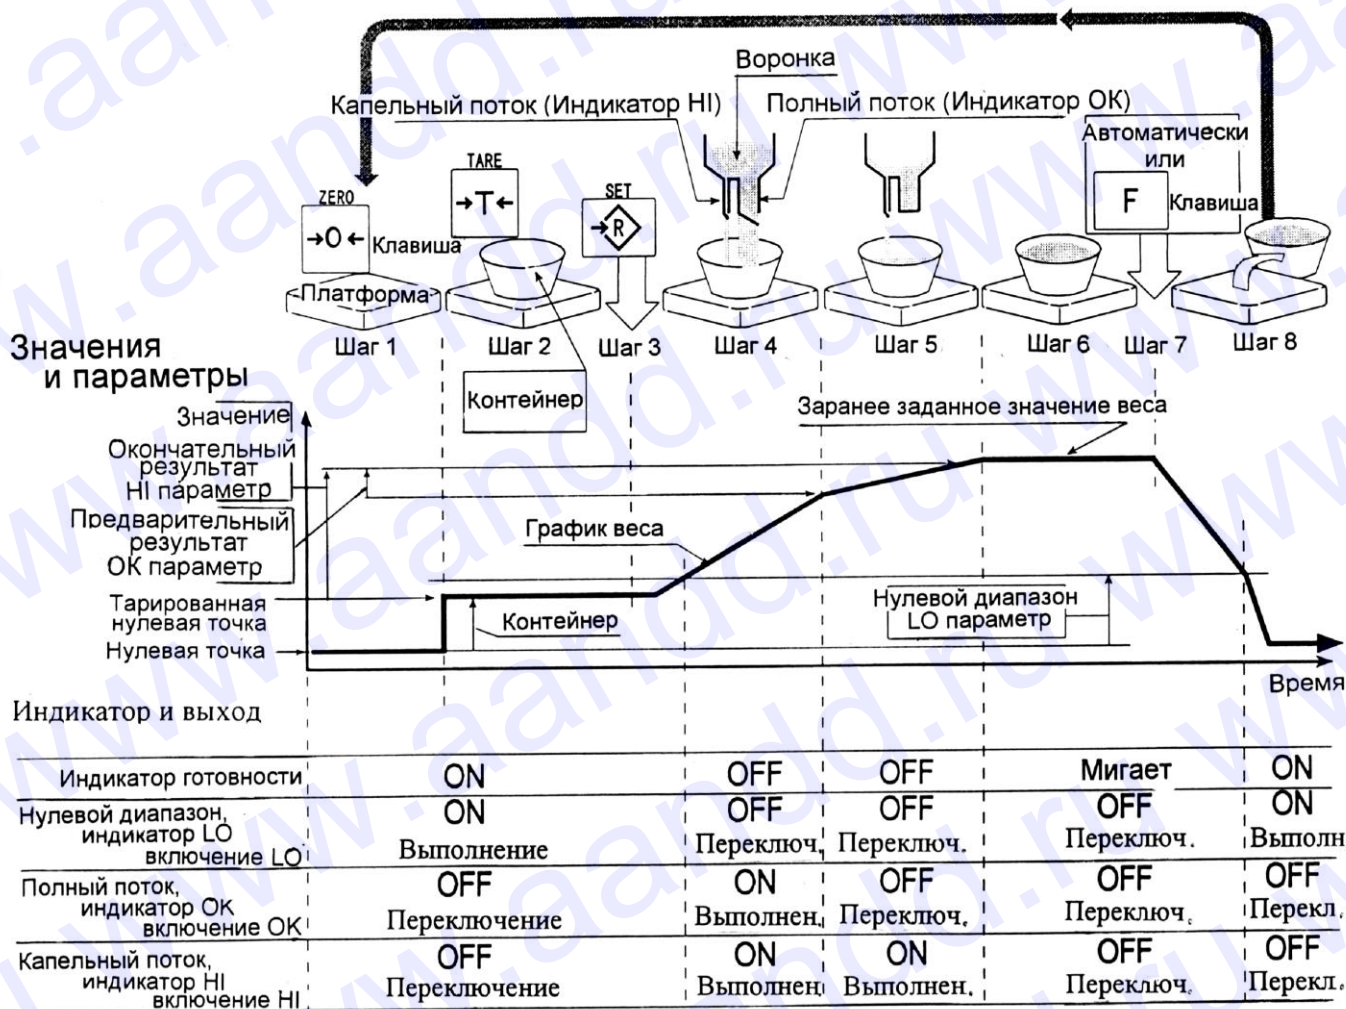 Воронка
Капельный поток (Индикатор HI)
Полный поток (Индикатор ОК)
Автоматически
или
F
Клавиша
ZERO
→0←
Клавиша
TARE
→T←
SET
→R
Платформа
Шаг 1
Шаг 2
Шаг 3
Шаг 4
Шаг 5
Шаг 6
Шаг 7
Шаг 8
Значения
и параметры
Контейнер
Значение
Заранее заданное значение веса
Окончательный
результат
HI параметр
Предварительный
результат
ОК параметр
График веса
Тарированная
нулевая точка
Контейнер
Нулевой диапазон
LO параметр
Нулевая точка
Время
Индикатор и выход
Индикатор готовности ON OFF OFF Мигает ON
Нулевой диапазон, ON OFF OFF OFF ON
индикатор LO
включение LO Выполнение Переключ. Переключ. Переключ. Выполн
Полный поток, OFF ON OFF OFF OFF
индикатор OK
включение OK Переключение Выполнен. Переключ. Переключ. Перекл.
Капельный поток, OFF ON ON OFF OFF
индикатор HI
включение HI Переключение Выполнен Выполнен. Переключ. Перекл.
www.aandd.ru